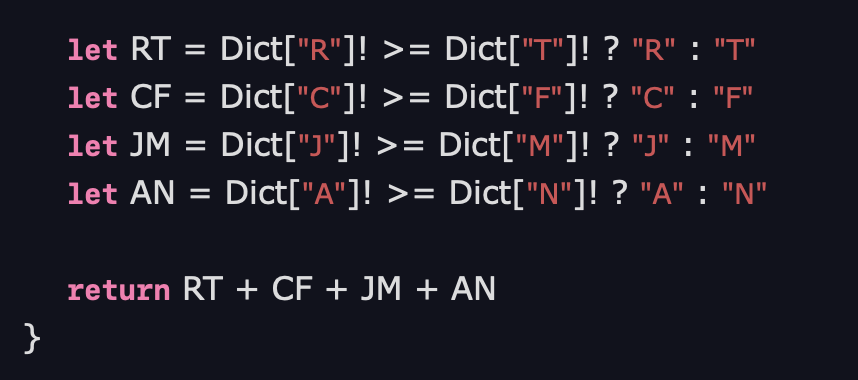 let RT = Dict["R"]! >= Dict["T"]! ? "R" : "T"
let CF = Dict["C"]! >= Dict["F"]! ? "C" : "F"
let JM = Dict["J"]! >= Dict["M"]! ? "J" : "M"
let AN = Dict["A"]! >= Dict["N"]! ? "A" : "N"
return RT + CF + JM + AN
}